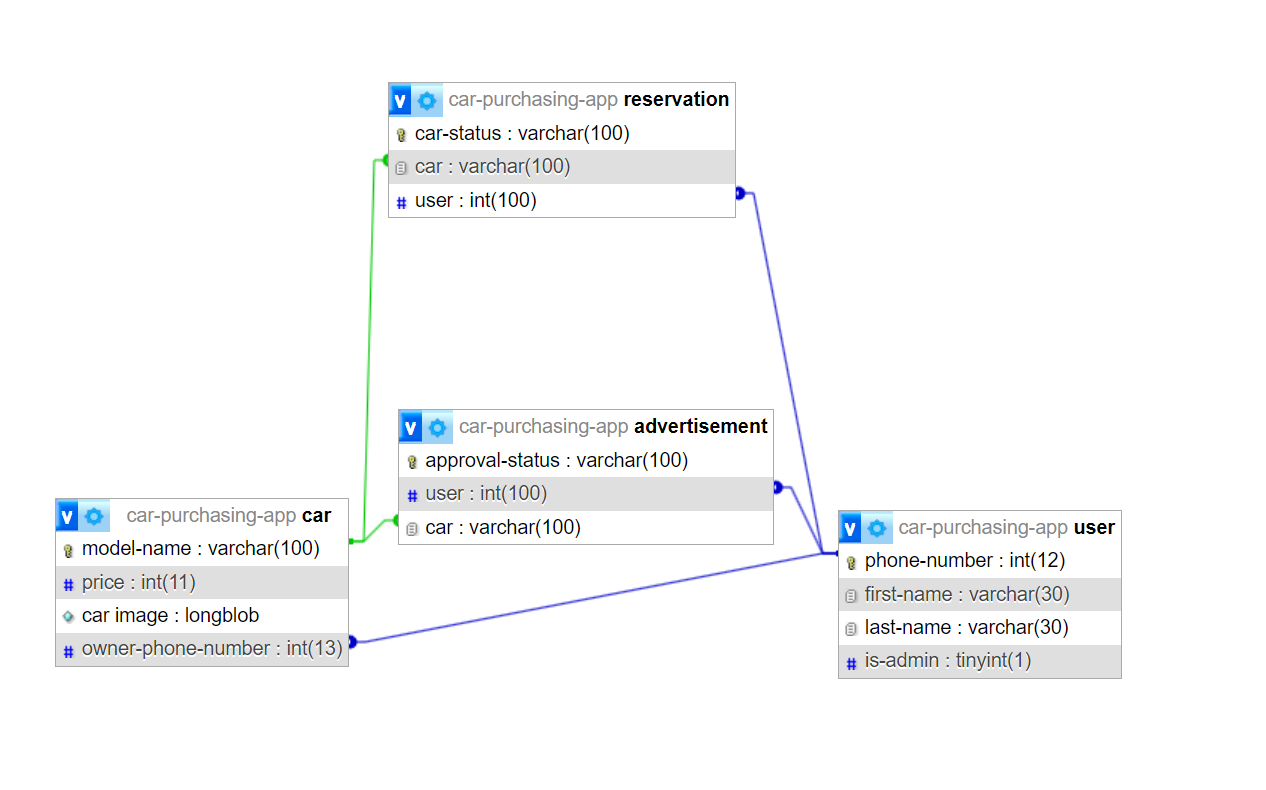 v car-purchasing-app reservation
car-status : varchar(100)
car : varchar(100)
# user : int(100)
v car-purchasing-app advertisement
approval-status : varchar(100)
# user : int(100)
car : varchar(100)
v car-purchasing-app car
model-name : varchar(100)
# price : int(11)
car image : longblob
# owner-phone-number : int(13)
v car-purchasing-app user
phone-number : int(12)
first-name : varchar(30)
last-name : varchar(30)
# is-admin : tinyint(1)